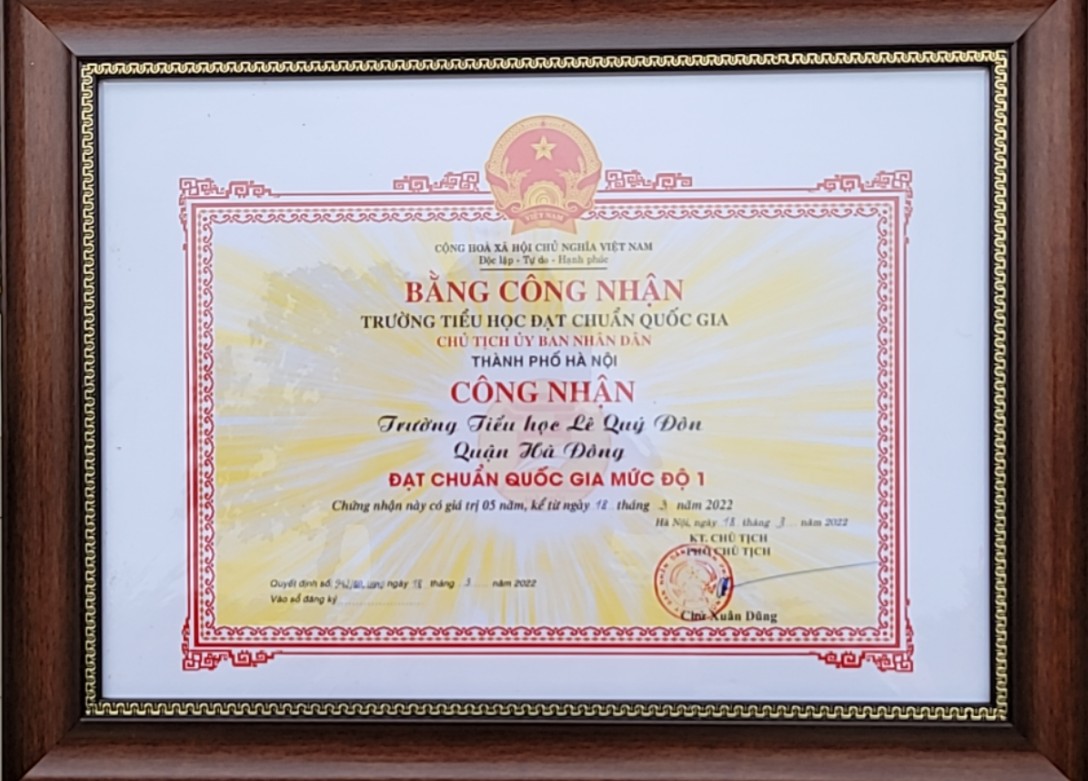 VIỆT NAM
CỘNG HOÀ XÃ HỘI CHỦ NGHĨA VIỆT NAM
Độc lập - Tự do - Hạnh phúc
BẰNG CÔNG NHẬN
TRƯỜNG TIỂU HỌC ĐẠT CHUẨN QUỐC GIA
CHỦ TỊCH ỦY BAN NHÂN DÂN
THÀNH PHỐ HÀ NỘI
CÔNG NHẬN
Trường Tiểu học Lê Quý Đôn
Quận Hà Đông
ĐẠT CHUẨN QUỐC GIA MỨC ĐỘ 1
Chứng nhận này có giá trị 05 năm, kể từ ngày 18 tháng 3 năm 2022
Hà Nội, ngày 18 tháng 3 năm 2022
KT. CHỦ TỊCH
PHÓ CHỦ TỊCH
Quyết định số: ngày 18 tháng 3 năm 2022
Vào sổ đăng ký
Chử Xuân Dũng